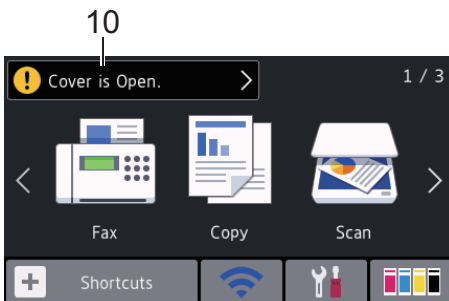 10
! Cover is Open. >
1 / 3
Fax Copy Scan
+ Shortcuts